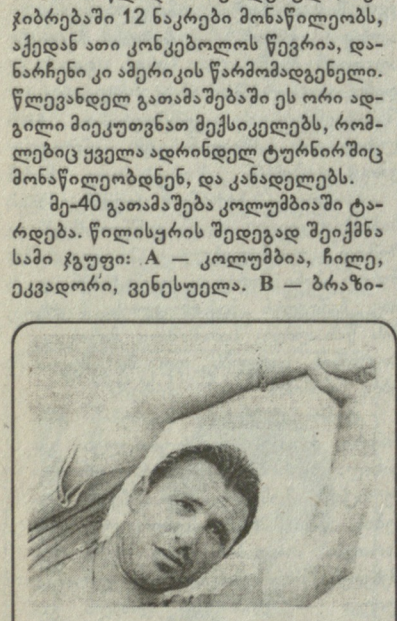 ჯიბრებაში 12 ნაკრები მონაწილეობს,
აქედან ათი კონკებოლოს წევრია, და-
ნარჩენი კი ამერიკის წარმომადგენელი.
წლევანდელ გათამაშებაში ეს ორი ად-
გილი მიეკუთვნათ მექსიკელებს, რომ-
ლებიც ყველა ადრინდელ ტურნირშიც
მონაწილეობდნენ, და კანადელებს.
მე-40 გათამაშება კოლუმბიაში ტა-
რდება. წილისყრის შედეგად შეიქმნა
სამი ჯგუფი: A — კოლუმბია, ჩილე,
ეკვადორი, ვენესუელა. B — ბრაზი-